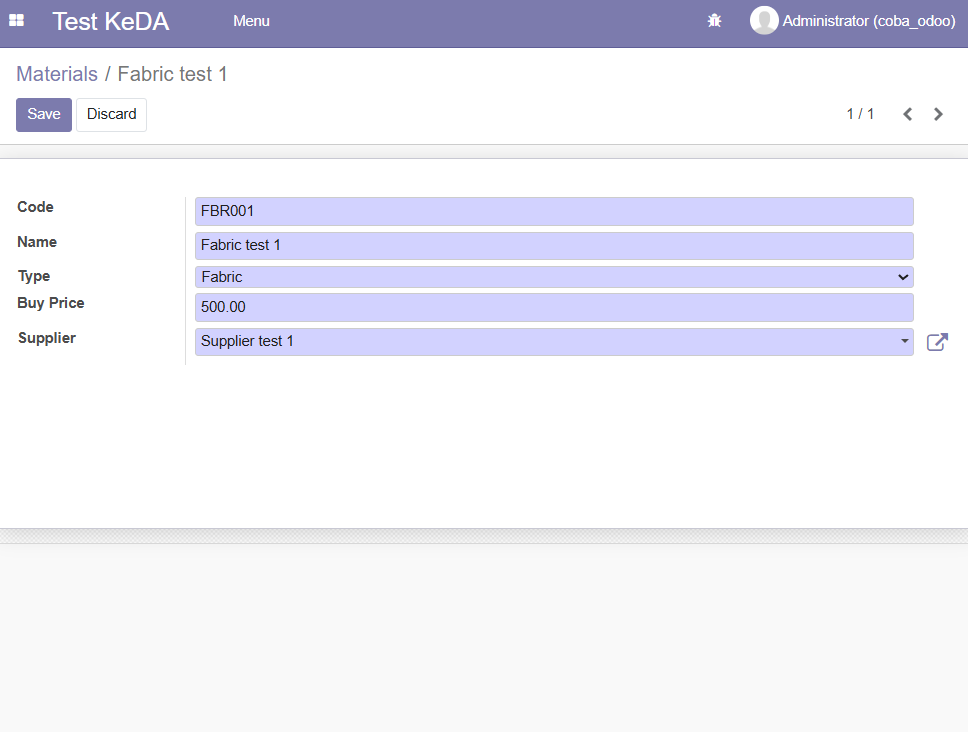 Test KeDA Menu Administrator (coba_odoo)
Materials / Fabric test 1
Save Discard 1 / 1
Code FBR001
Name Fabric test 1
Type Fabric
Buy Price 500.00
Supplier Supplier test 1